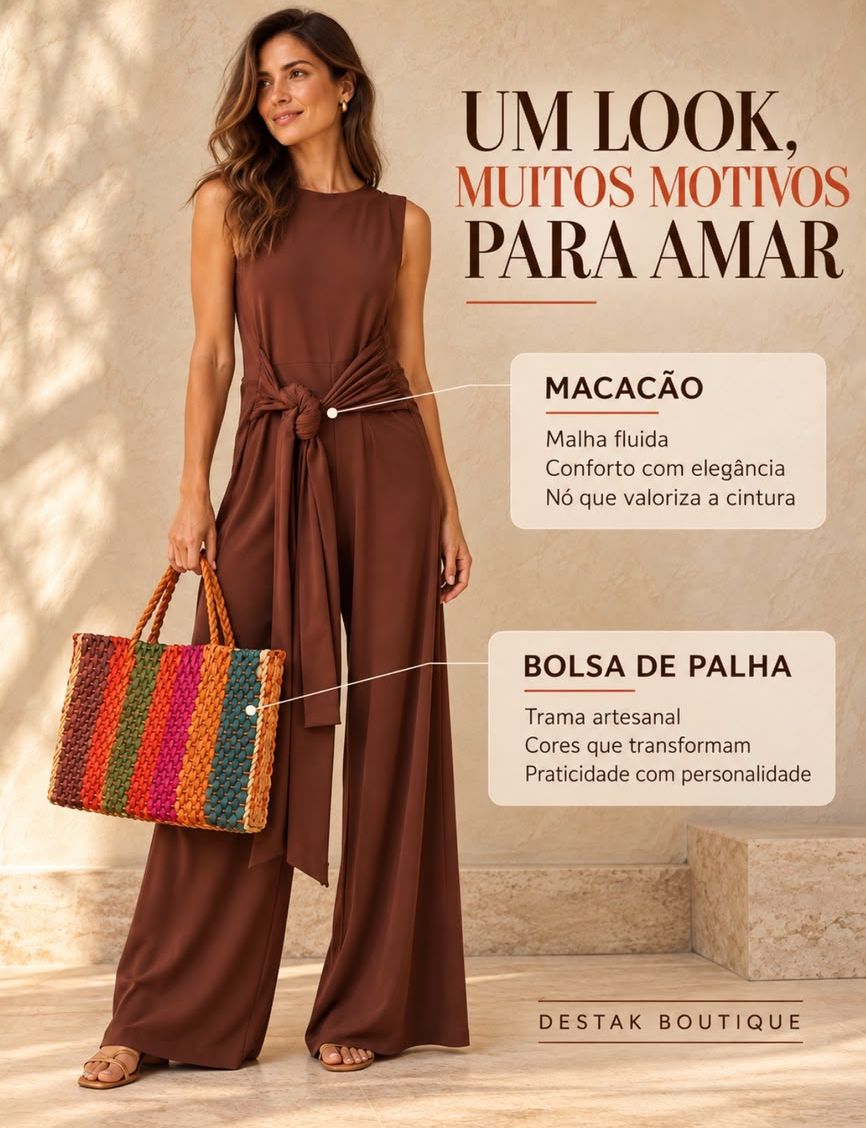 UM LOOK,
MUITOS MOTIVOS
PARA AMAR
MACACÃO
Malha fluida
Conforto com elegância
Nó que valoriza a cintura
BOLSA DE PALHA
Trama artesanal
Cores que transformam
Praticidade com personalidade
DESTAK BOUTIQUE